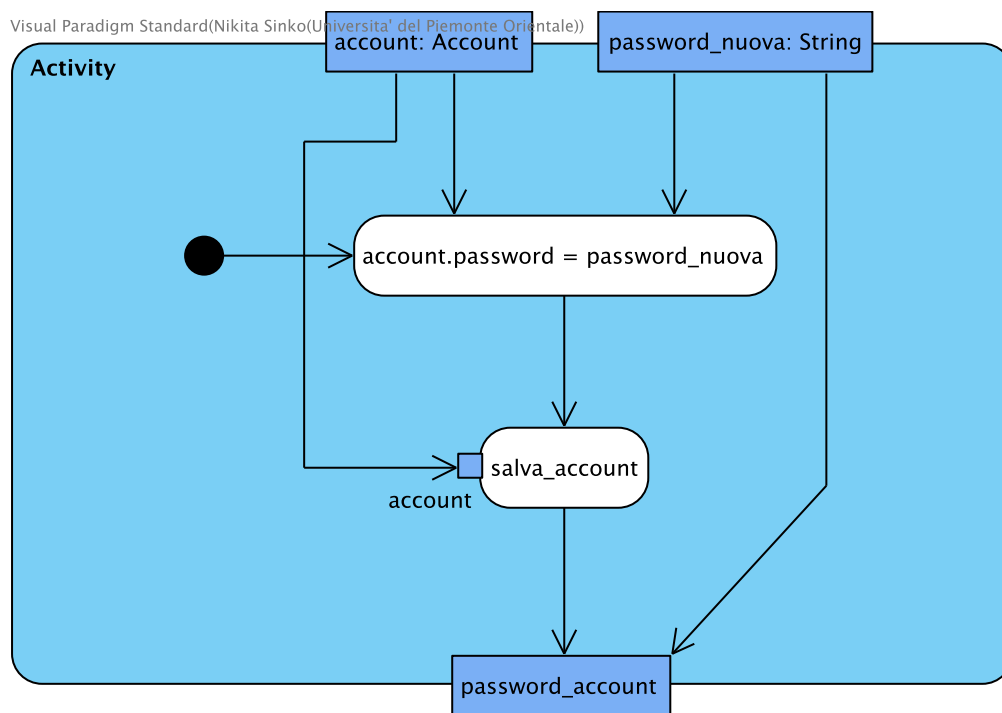 Visual Paradigm Standard(Nikita Sinko(Universita' del Piemonte Orientale))
account: Account
password_nuova: String
Activity
account.password = password_nuova
salva_account
account
password_account